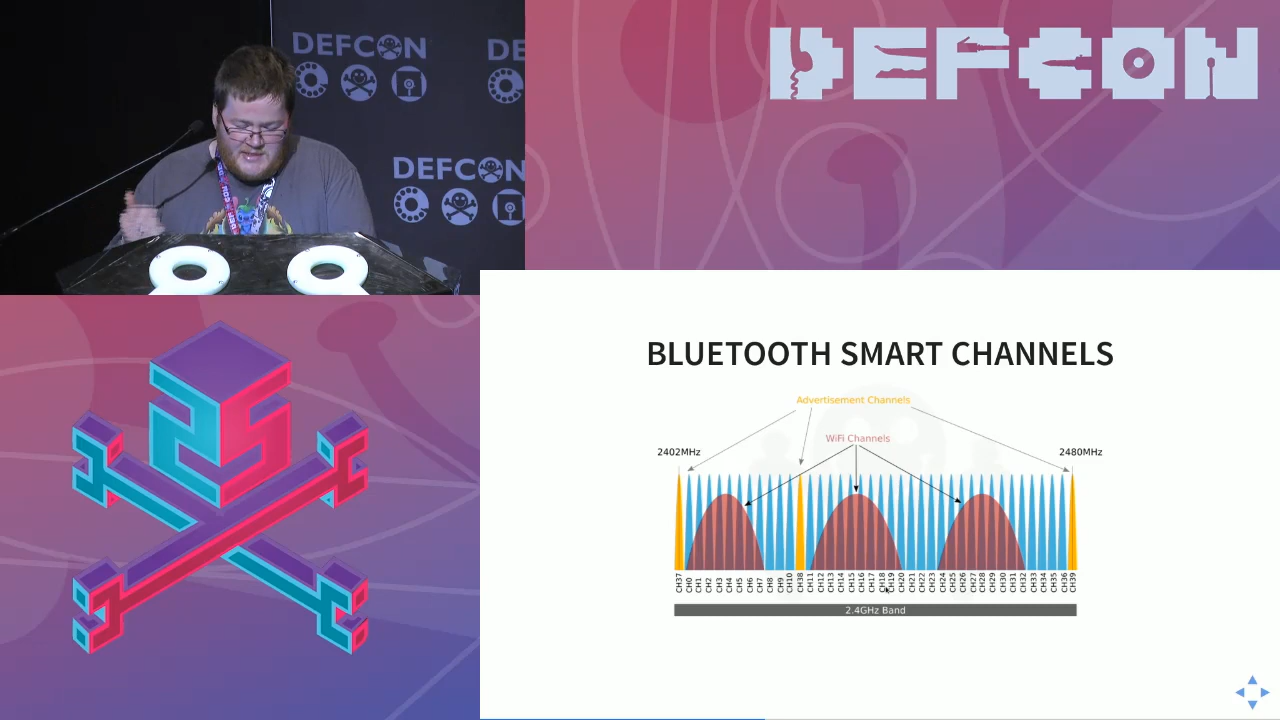 DEFCON
DE
DEFCON
DEFCON
BLUETOOTH SMART CHANNELS
Advertisement Channels
WiFi Channels
2402MHz
2480MHz
CH37 CH0 CH1 CH2 CH3 CH4 CH5 CH6 CH7 CH8 CH9 CH10 CH38 CH11 CH12 CH13 CH14 CH15 CH16 CH17 CH18 CH19 CH20 CH21 CH22 CH23 CH24 CH25 CH26 CH27 CH28 CH29 CH30 CH31 CH32 CH33 CH34 CH35 CH36 CH39
2.4GHz Band